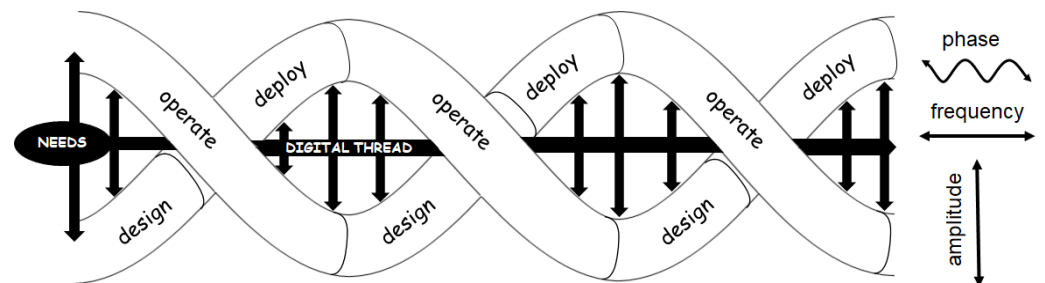 NEEDS
design
operate
deploy
DIGITAL THREAD
design
operate
deploy
design
operate
deploy
phase
frequency
amplitude